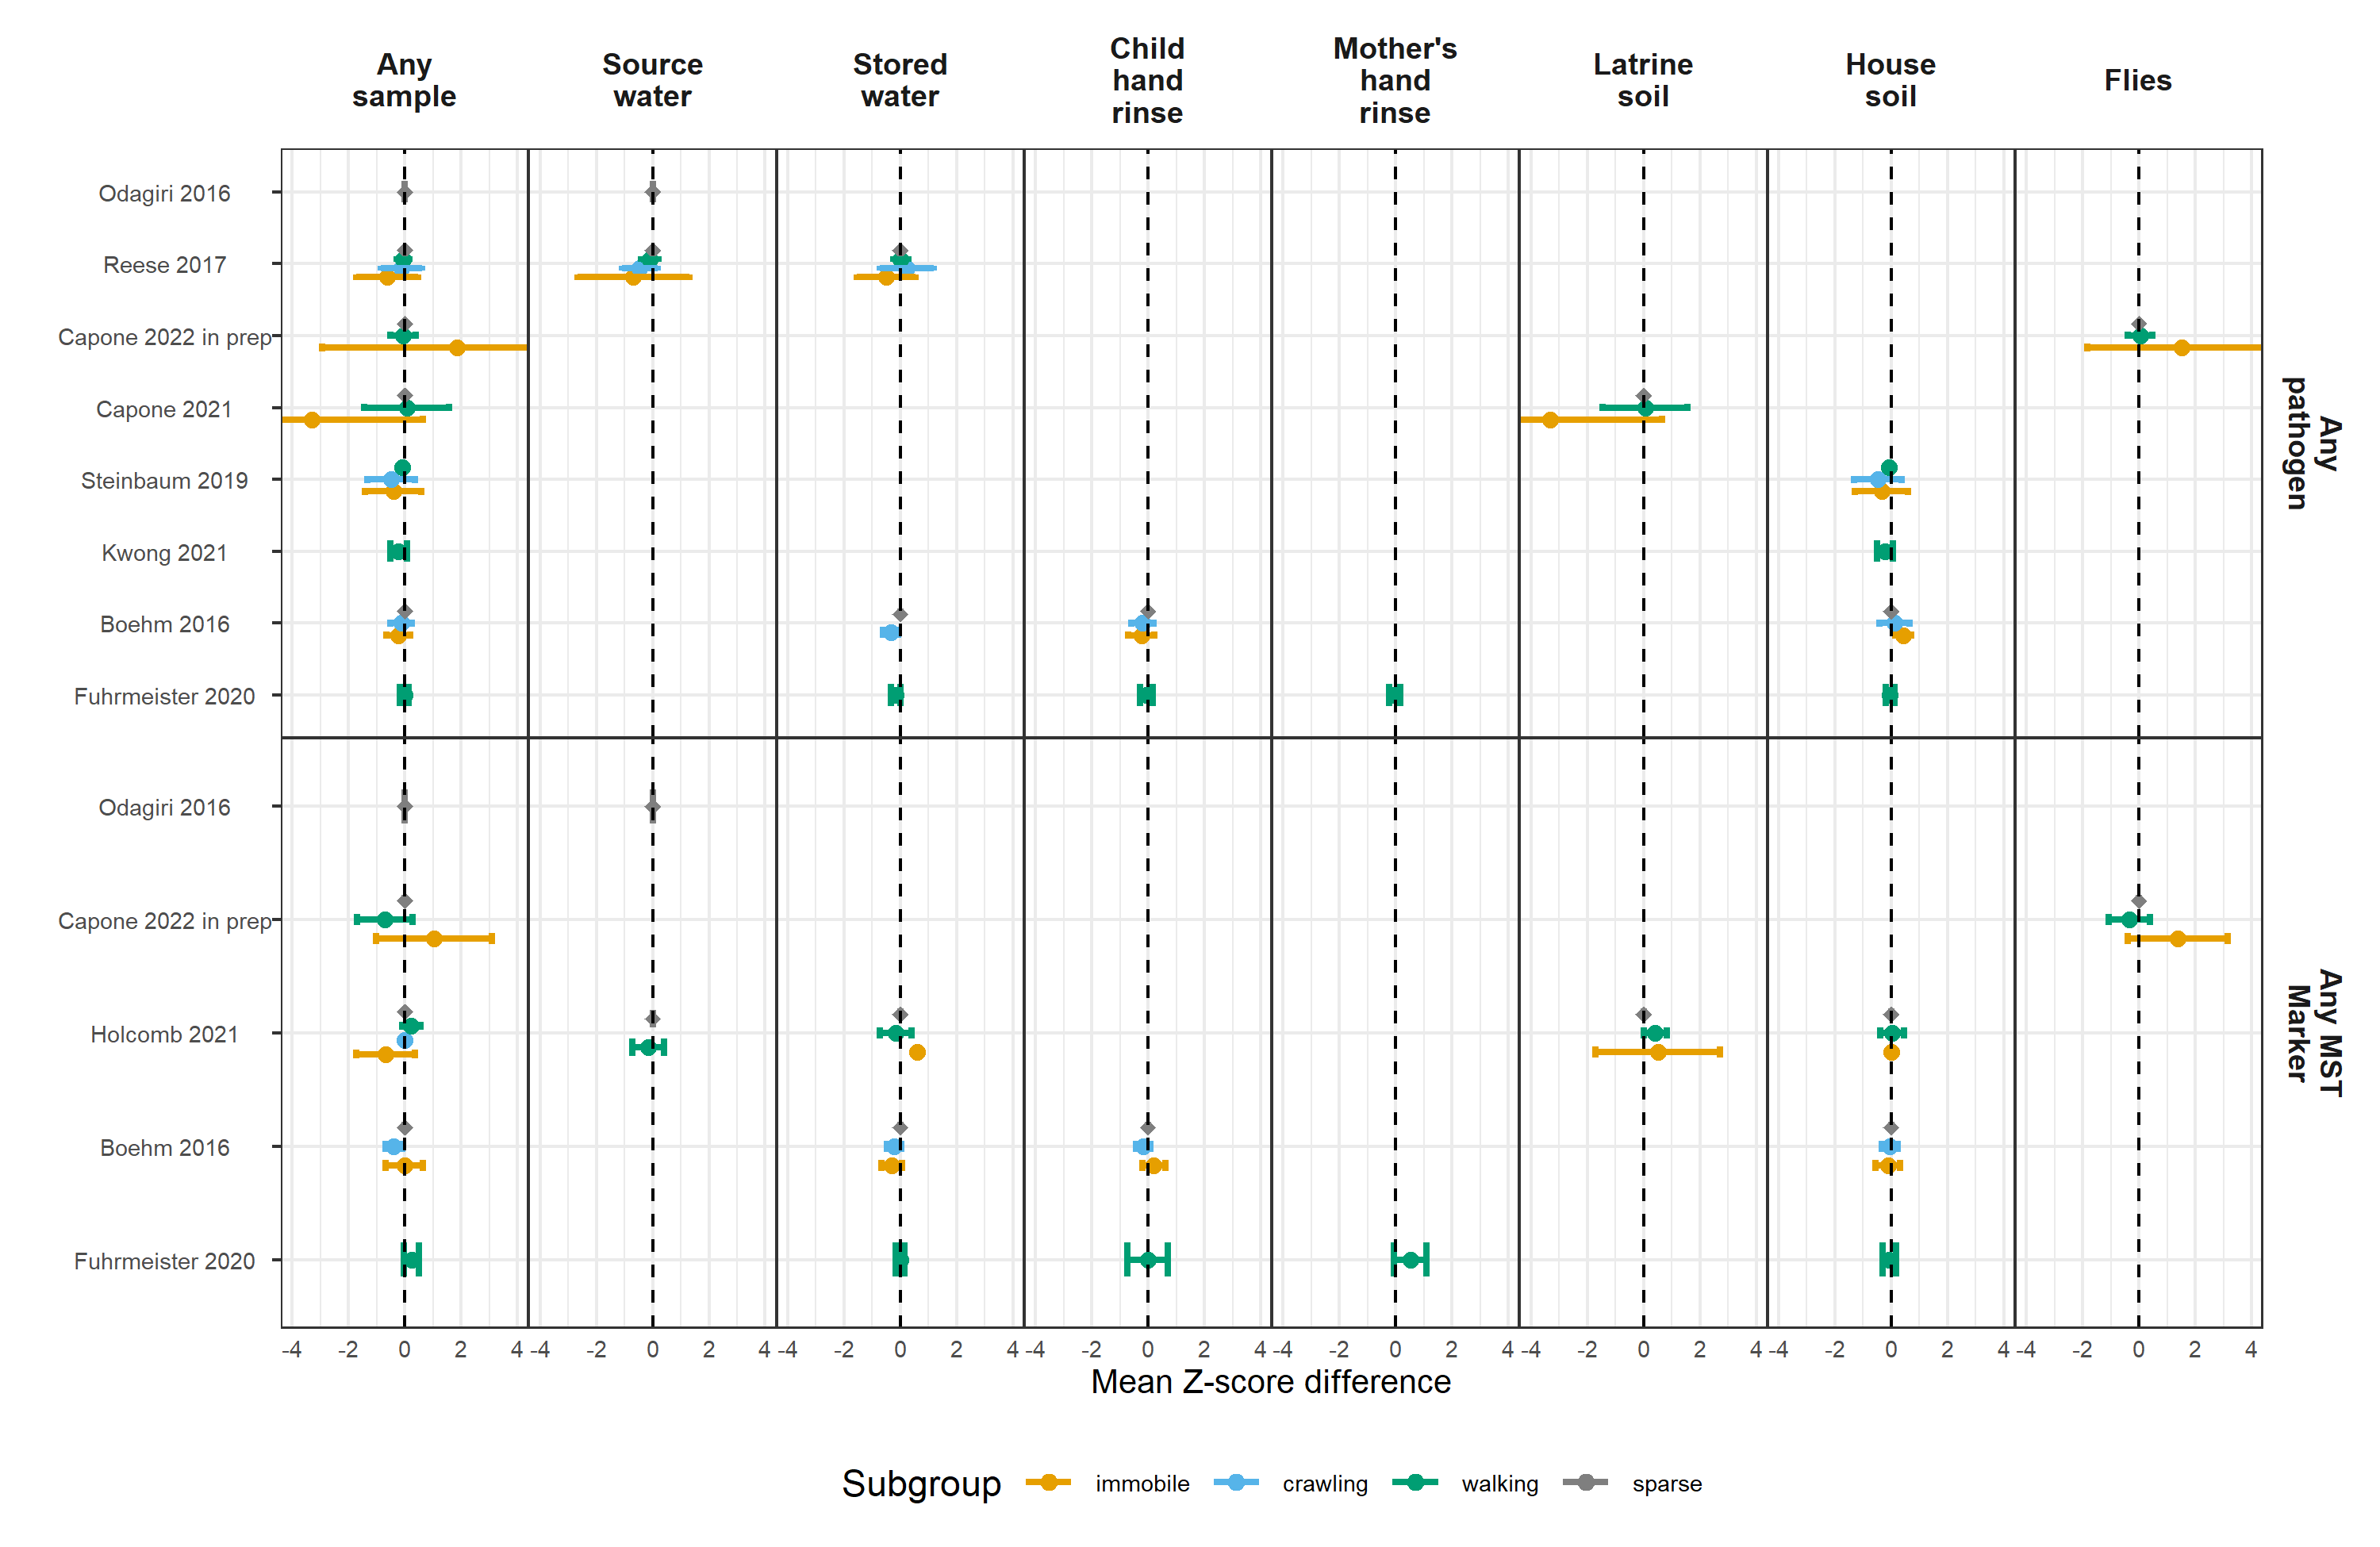 Any
sample
Source
water
Stored
water
Child
hand
rinse
Mother's
hand
rinse
Latrine
soil
House
soil
Flies
Odagiri 2016
Reese 2017
Capone 2022 in prep
Capone 2021
Steinbaum 2019
Kwong 2021
Boehm 2016
Fuhrmeister 2020
Any
pathogen
Odagiri 2016
Capone 2022 in prep
Holcomb 2021
Boehm 2016
Fuhrmeister 2020
Any MST
Marker
-4 -2 0 2 4 -4 -2 0 2 4 -4 -2 0 2 4 -4 -2 0 2 4 -4 -2 0 2 4 -4 -2 0 2 4 -4 -2 0 2 4 -4 -2 0 2 4
Mean Z-score difference
Subgroup immobile crawling walking sparse